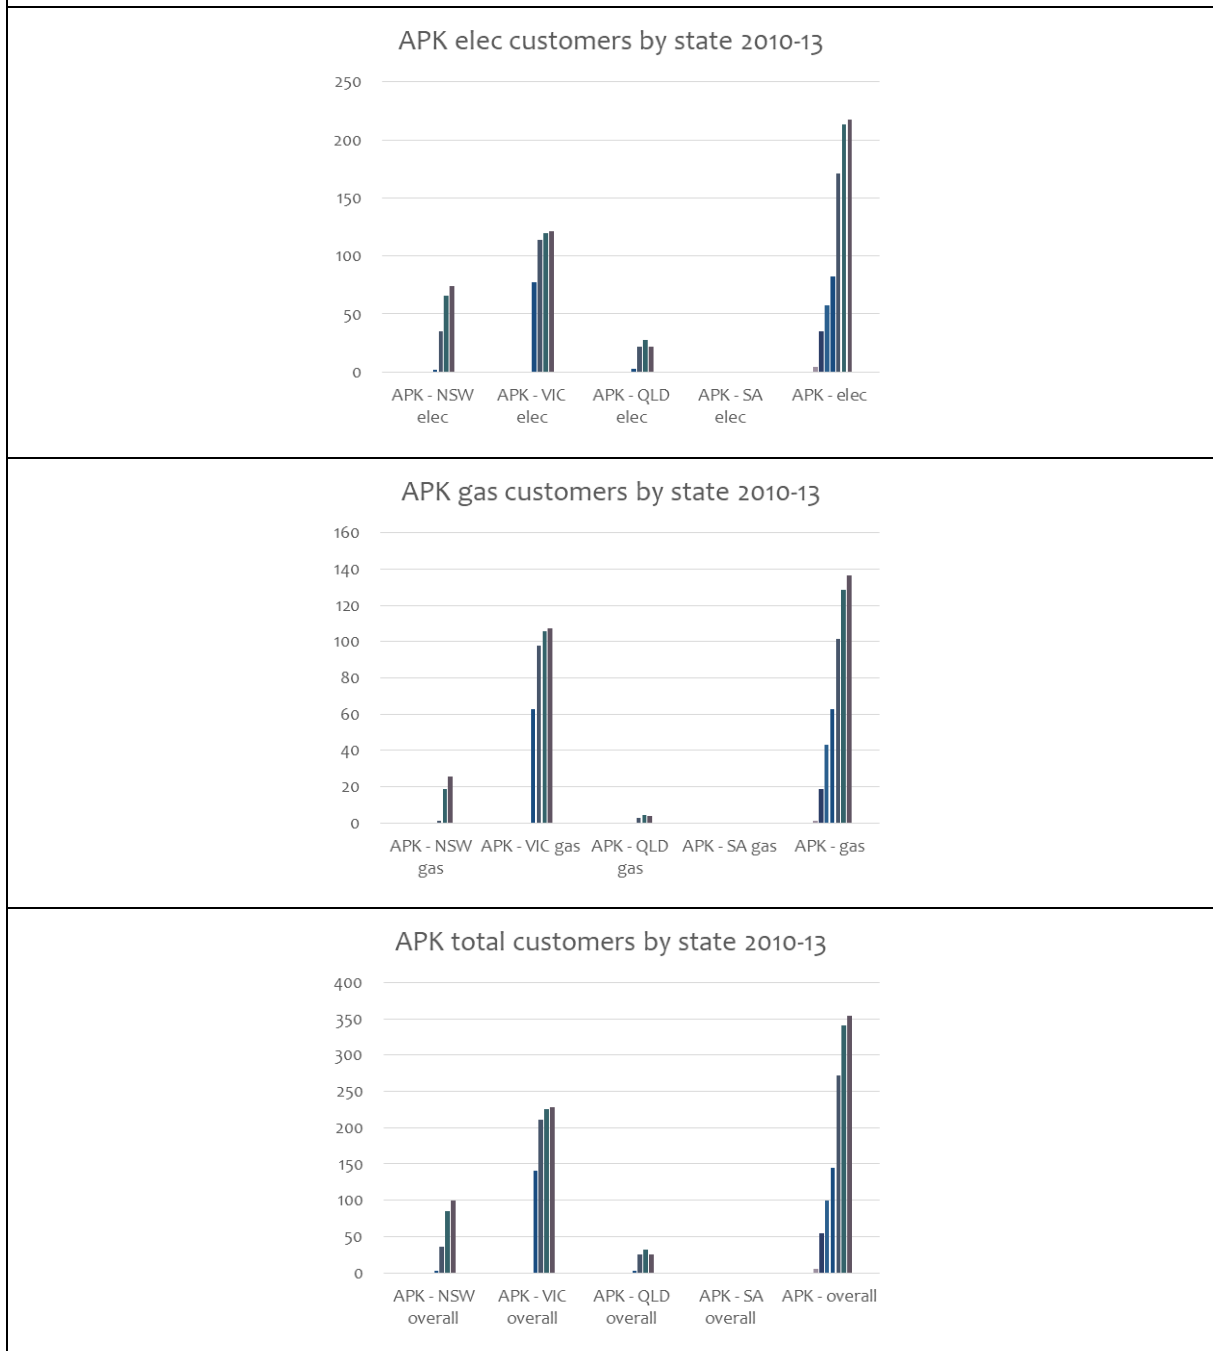 APK elec customers by state 2010-13
250
200
150
100
50
0
APK - NSW elec
APK - VIC elec
APK - QLD elec
APK - SA elec
APK - elec
APK gas customers by state 2010-13
160
140
120
100
80
60
40
20
0
APK - NSW gas
APK - VIC gas
APK - QLD gas
APK - SA gas
APK - gas
APK total customers by state 2010-13
400
350
300
250
200
150
100
50
0
APK - NSW overall
APK - VIC overall
APK - QLD overall
APK - SA overall
APK - overall